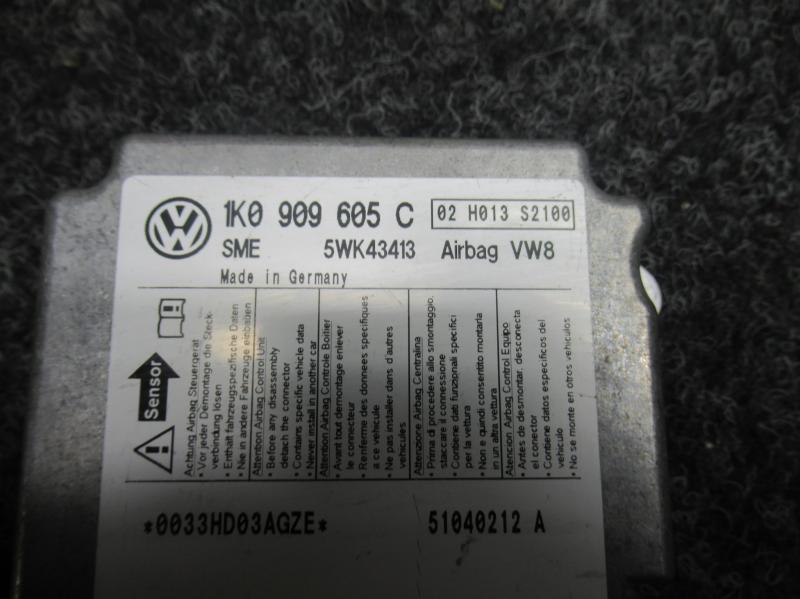 1K0 909 605 C 02 H013 S2100
SME 5WK43413 Airbag VW8
Made in Germany
Sensor
Achtung Airbag Steuergerät
• Vor jeder Demontage die Steck-
verbindung lösen
• Enthält fahrzeugspezifische Daten
• Nie in andere Fahrzeuge einbauen
Attention Airbag Control Unit
• Before any disassembly
detach the connector
• Contains specific vehicle data
• Never install in another car
Attention Airbag Controle Boitier
• Avant tout demontage enlever
le connecteur
• Renferme des donnees specifiques
a ce vehicule
• Ne pas installer dans d'autres
vehicules
Attenzione Airbag Centralina
• Prima di procedere allo smontaggio,
staccare il connessione
• Contiene dati funzionali specifici
per la vettura
• Non e quindi consentito montarla
in un altra vettura
Atencion Airbag Control Equipo
• Antes de desmontar, desconecta
el conector
• Contiene datos especificos del
vehiculo
• No se monte en otros vehiculos
*0033HD03AGZE* 51040212 A